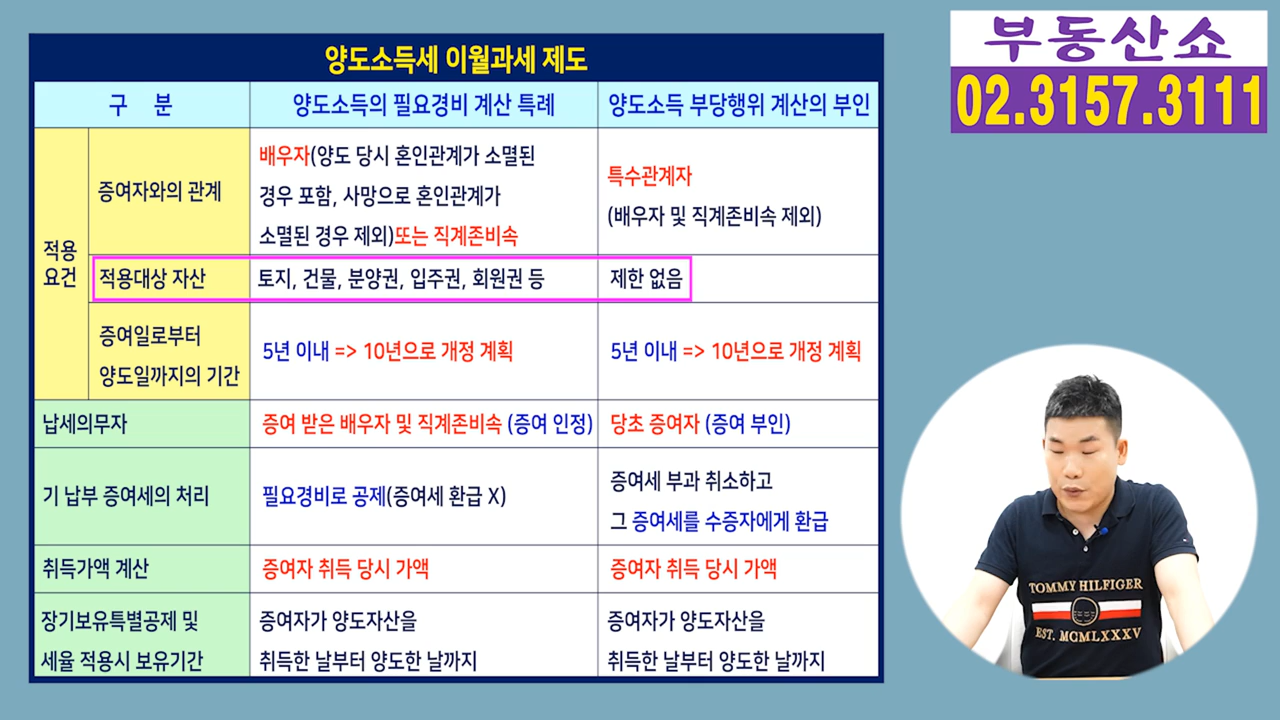 양도소득세 이월과세 제도
구 분
양도소득의 필요경비 계산 특례
양도소득 부당행위 계산의 부인
적용
요건
증여자와의 관계
배우자(양도 당시 혼인관계가 소멸된
경우 포함, 사망으로 혼인관계가
소멸된 경우 제외)또는 직계존비속
특수관계자
(배우자 및 직계존비속 제외)
적용대상 자산
토지, 건물, 분양권, 입주권, 회원권 등
제한 없음
증여일로부터
양도일까지의 기간
5년 이내 => 10년으로 개정 계획
5년 이내 => 10년으로 개정 계획
납세의무자
증여 받은 배우자 및 직계존비속 (증여 인정)
당초 증여자 (증여 부인)
기 납부 증여세의 처리
필요경비로 공제(증여세 환급 X)
증여세 부과 취소하고
그 증여세를 수증자에게 환급
취득가액 계산
증여자 취득 당시 가액
증여자 취득 당시 가액
장기보유특별공제 및
세율 적용시 보유기간
증여자가 양도자산을
취득한 날부터 양도한 날까지
증여자가 양도자산을
취득한 날부터 양도한 날까지
부동산쇼
02.3157.3111
TOMMY HILFIGER
EST. MCMLXXXV